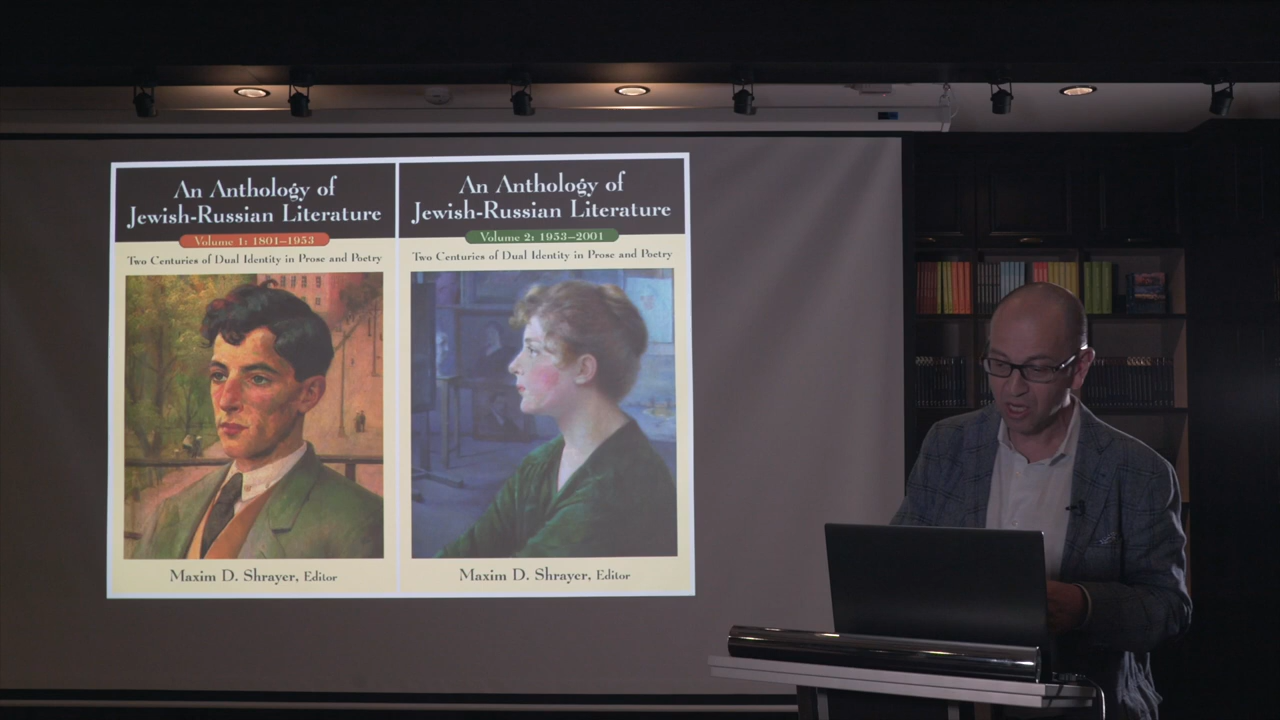 An Anthology of
Jewish-Russian Literature
Volume 1: 1801–1953
Two Centuries of Dual Identity in Prose and Poetry
Maxim D. Shrayer, Editor
An Anthology of
Jewish-Russian Literature
Volume 2: 1953–2001
Two Centuries of Dual Identity in Prose and Poetry
Maxim D. Shrayer, Editor